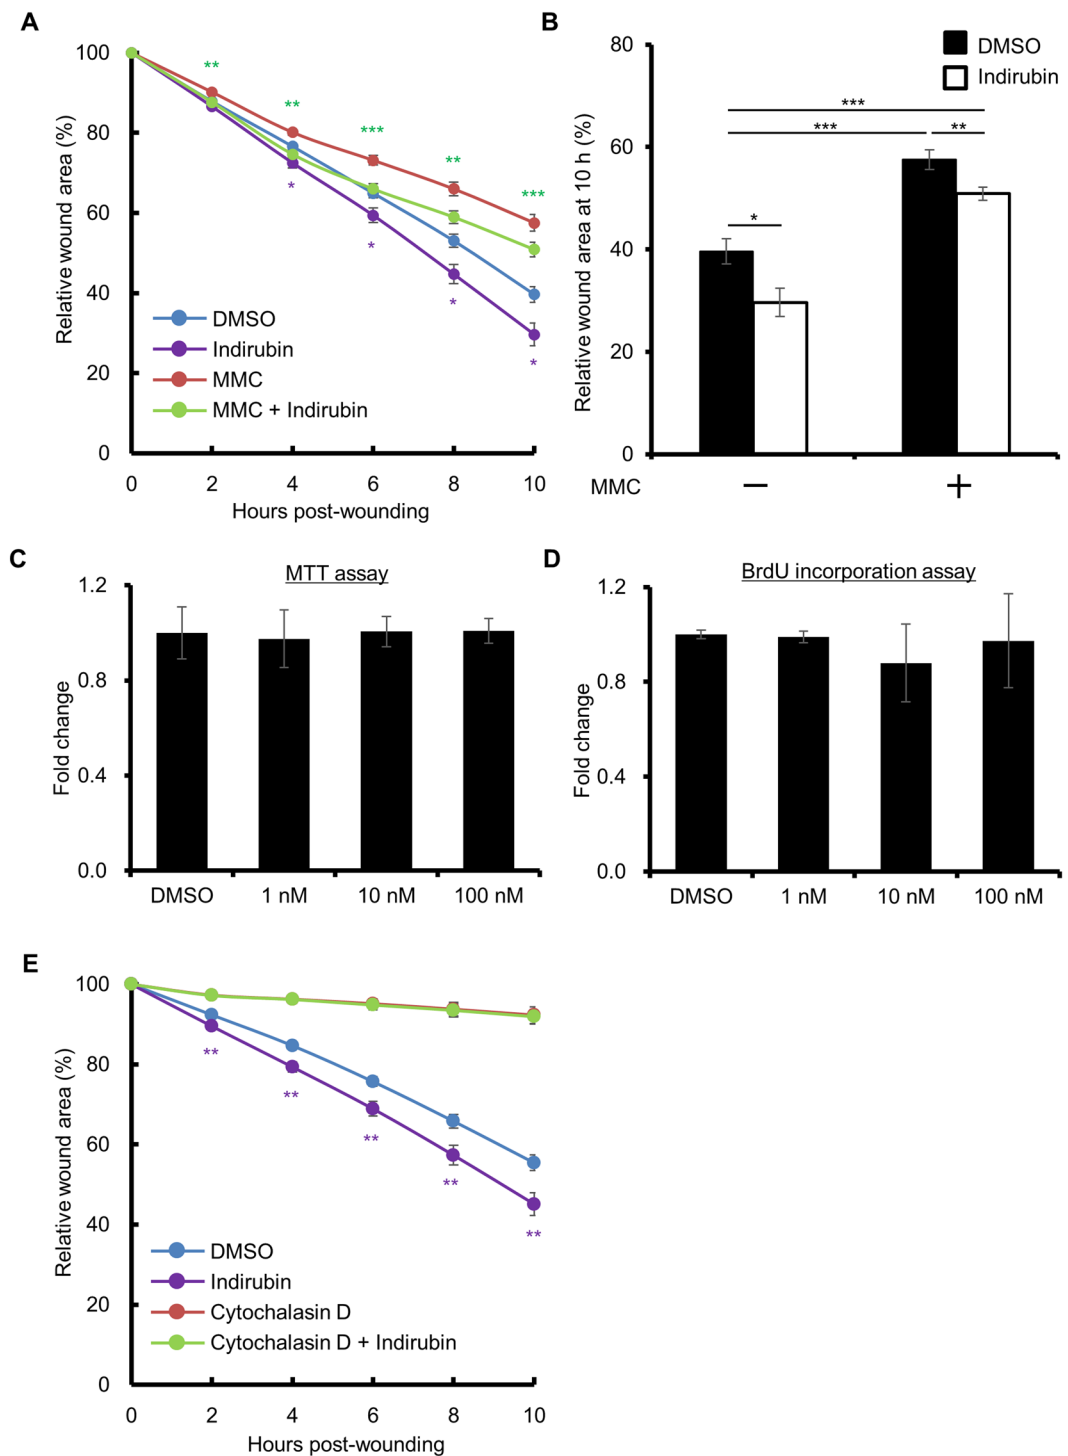 A
100
80
60
40
20
0
0 2 4 6 8 10
Relative wound area (%)
Hours post-wounding
** ** *** ** ***
* * * *
DMSO
Indirubin
MMC
MMC + Indirubin
B
80
60
40
20
0
Relative wound area at 10 h (%)
DMSO
Indirubin
***
*** **
*
MMC — +
C
MTT assay
1.2
0.8
0.4
0.0
Fold change
DMSO 1 nM 10 nM 100 nM
D
BrdU incorporation assay
1.2
0.8
0.4
0.0
Fold change
DMSO 1 nM 10 nM 100 nM
E
100
80
60
40
20
0
0 2 4 6 8 10
Relative wound area (%)
Hours post-wounding
** ** ** ** **
DMSO
Indirubin
Cytochalasin D
Cytochalasin D + Indirubin